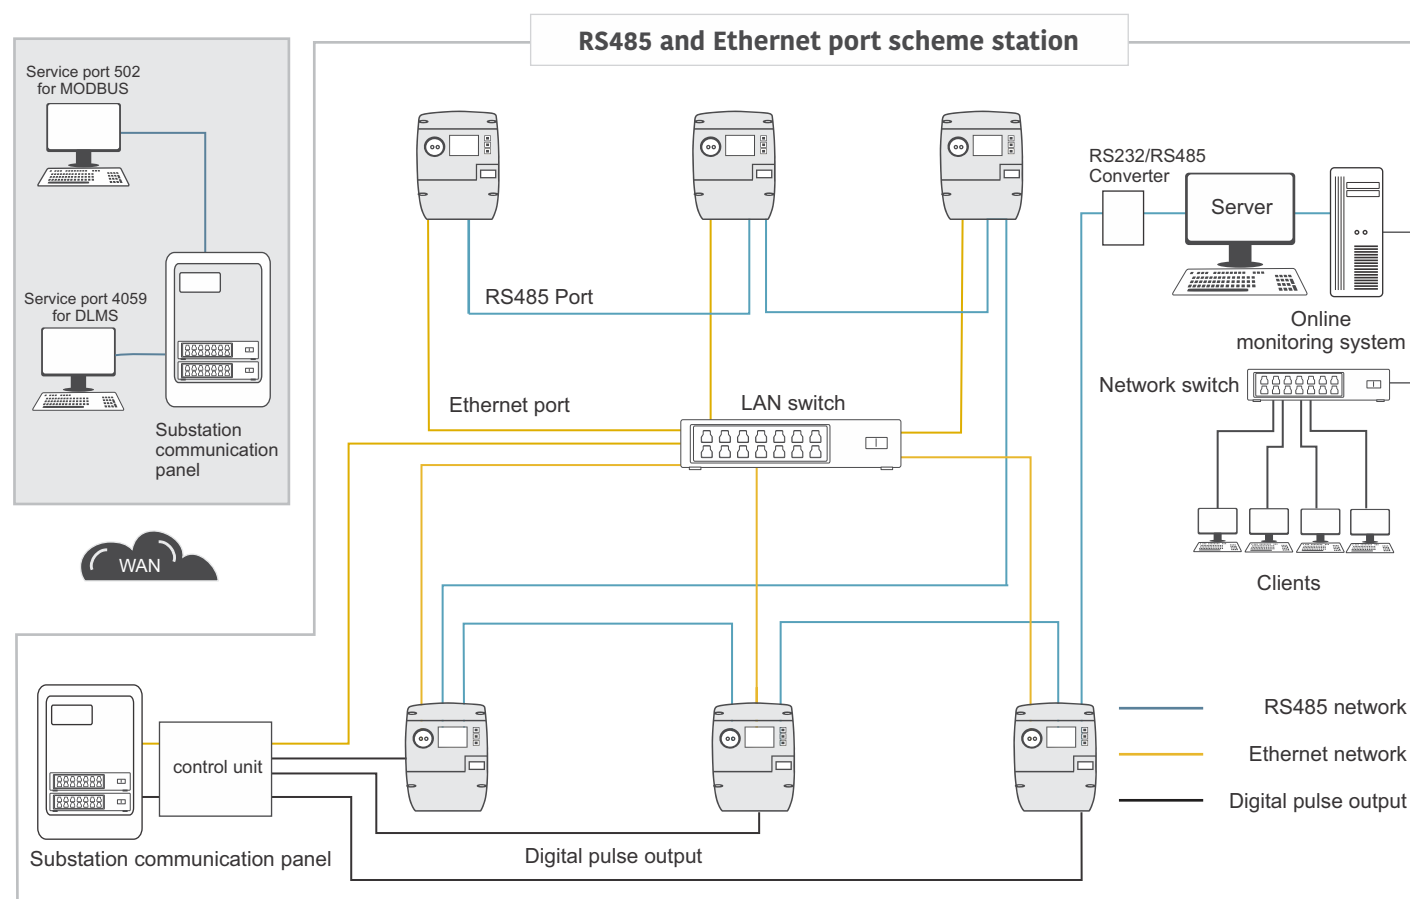 RS485 and Ethernet port scheme station
Service port 502
for MODBUS
Service port 4059
for DLMS
Substation
communication
panel
WAN
RS485 Port
Ethernet port
LAN switch
RS232/RS485
Converter
Server
Online
monitoring system
Network switch
Clients
control unit
Substation communication panel
Digital pulse output
RS485 network
Ethernet network
Digital pulse output